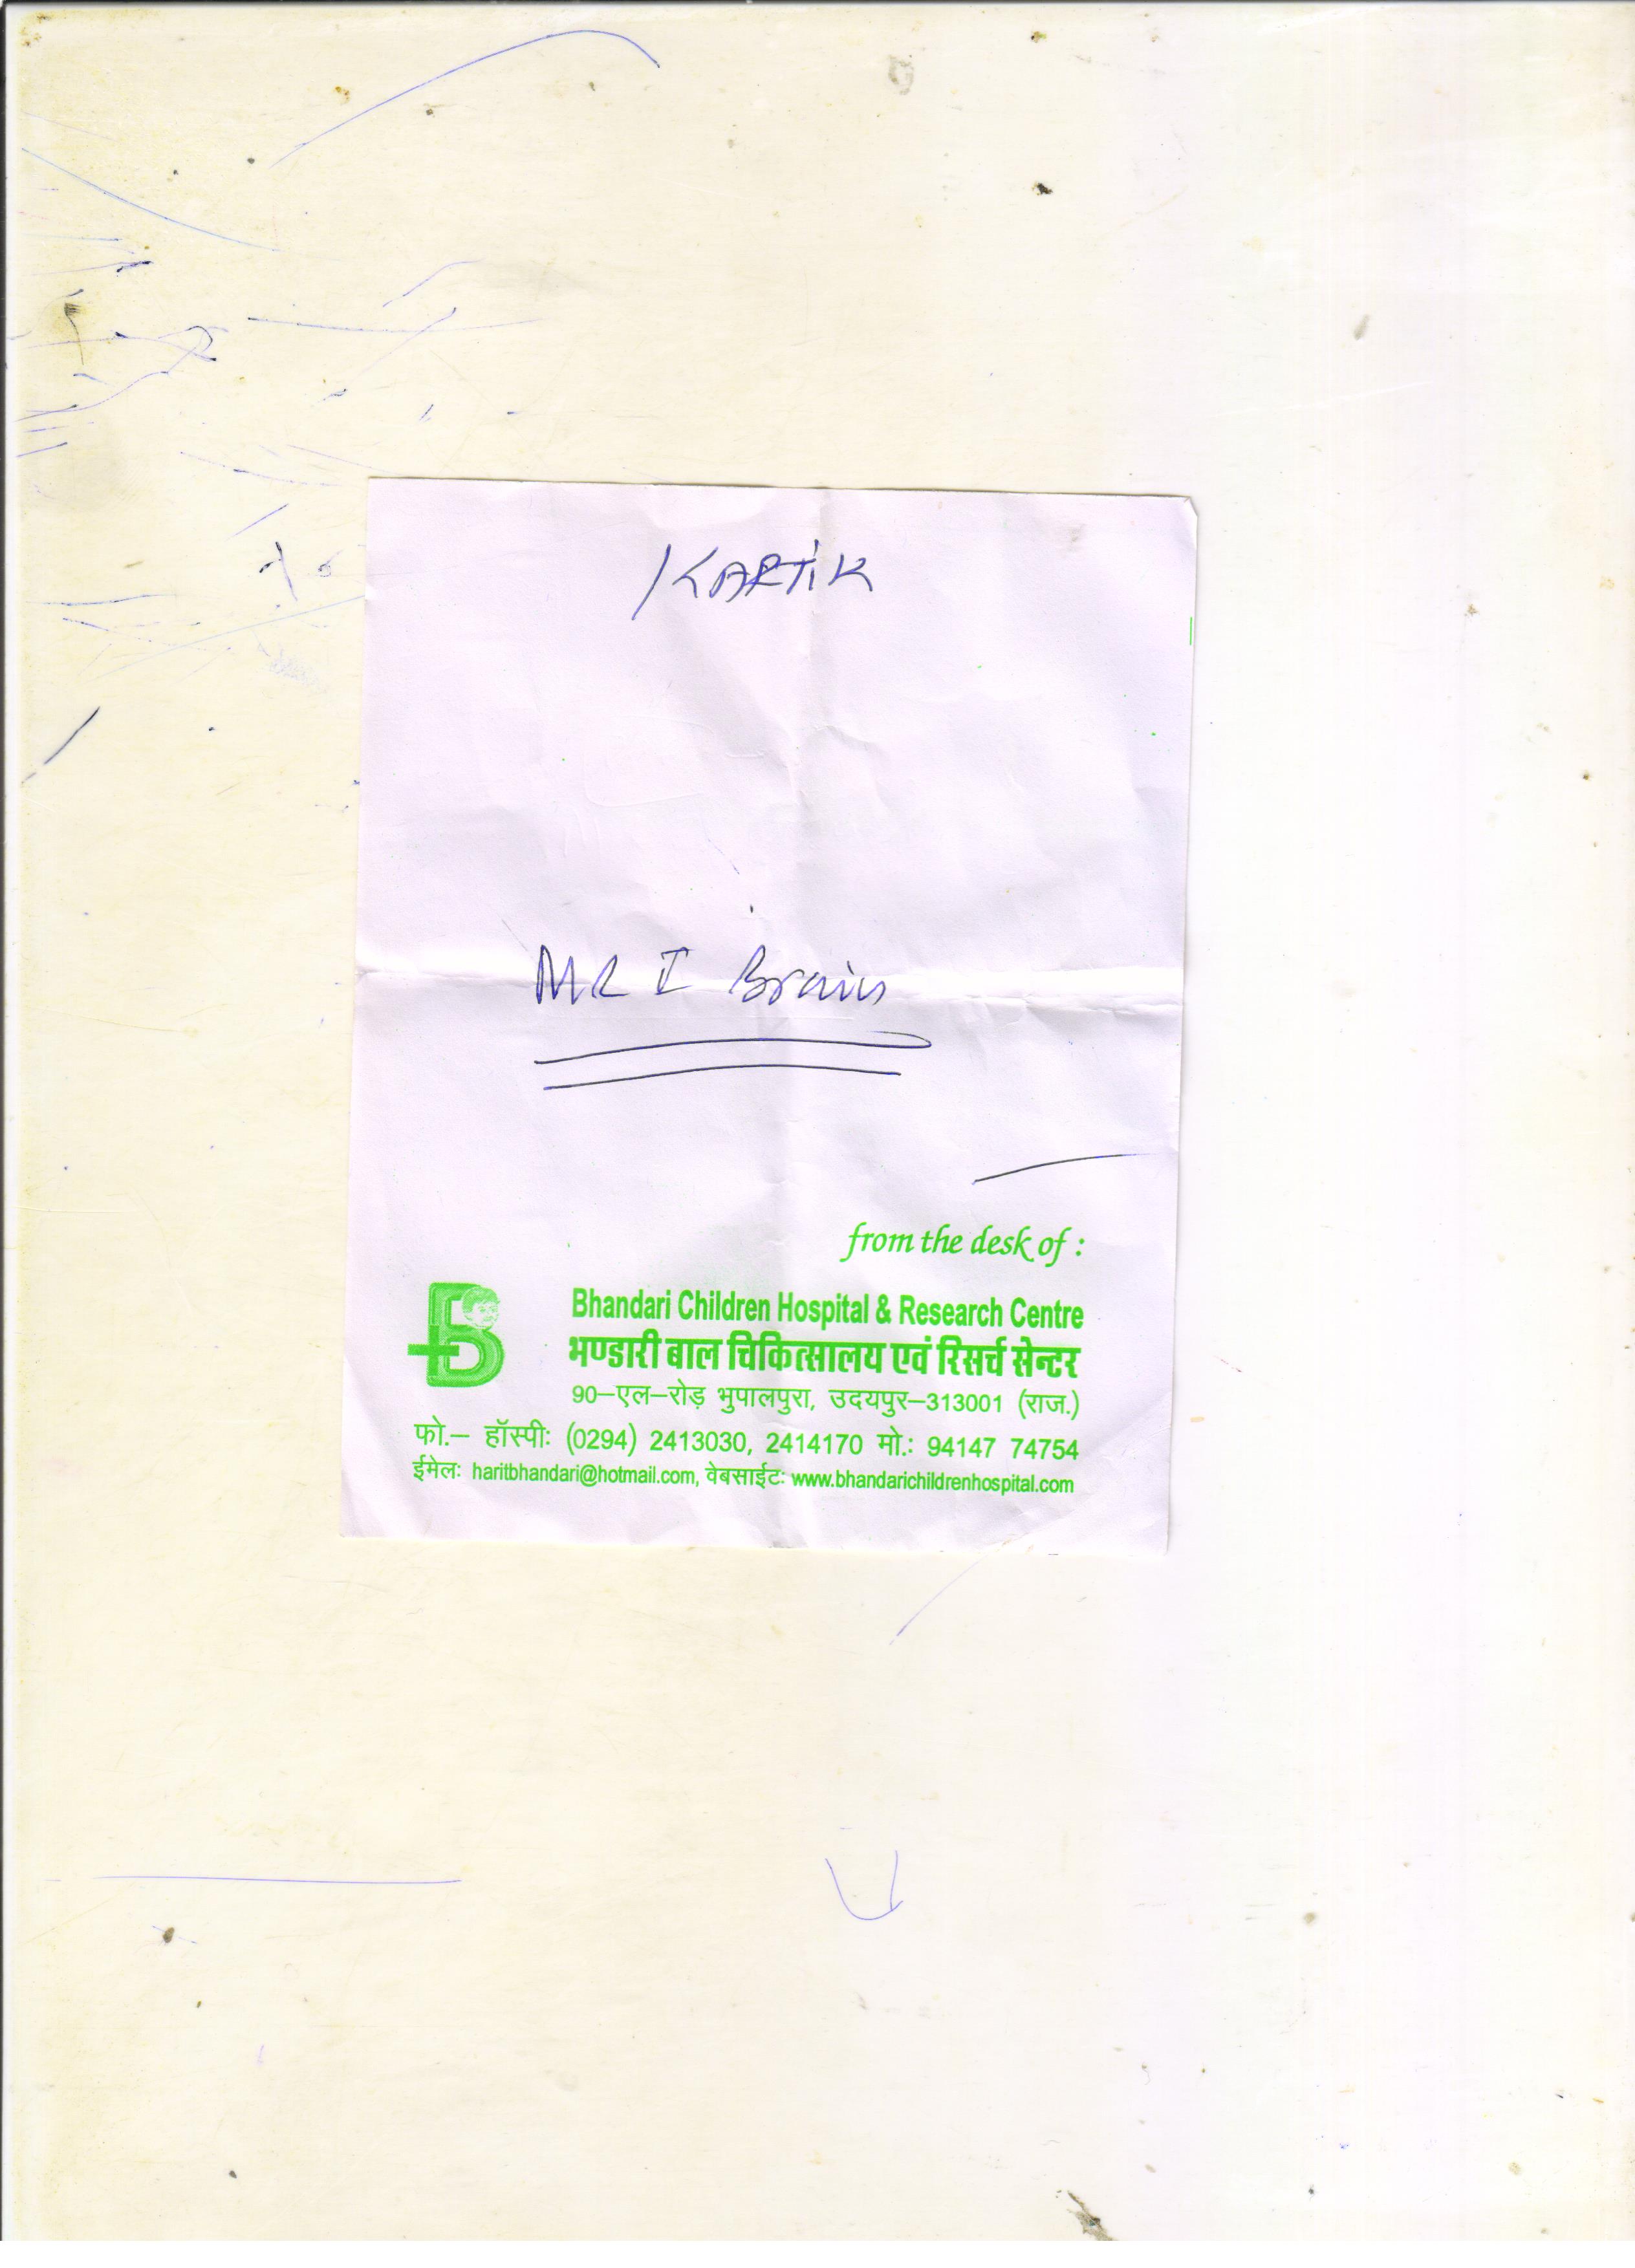 KARTIK
MRI Brain
from the desk of :
Bhandari Children Hospital & Research Centre
भण्डारी बाल चिकित्सालय एवं रिसर्च सेन्टर
90–एल–रोड़ भुपालपुरा, उदयपुर–313001 (राज.)
फो.– हॉस्पी: (0294) 2413030, 2414170 मो.: 94147 74754
ईमेल: haritbhandari@hotmail.com, वेबसाईट: www.bhandarichildrenhospital.com